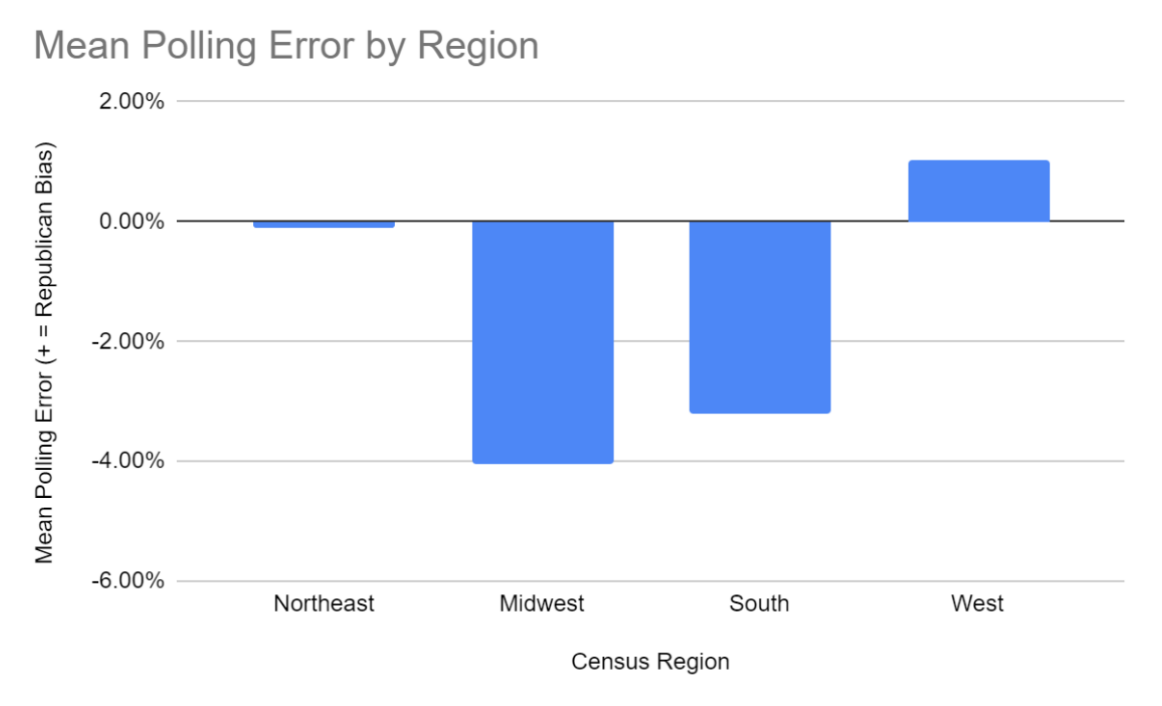 Mean Polling Error by Region
Mean Polling Error (+ = Republican Bias)
2.00%
0.00%
-2.00%
-4.00%
-6.00%
Northeast
Midwest
South
West
Census Region